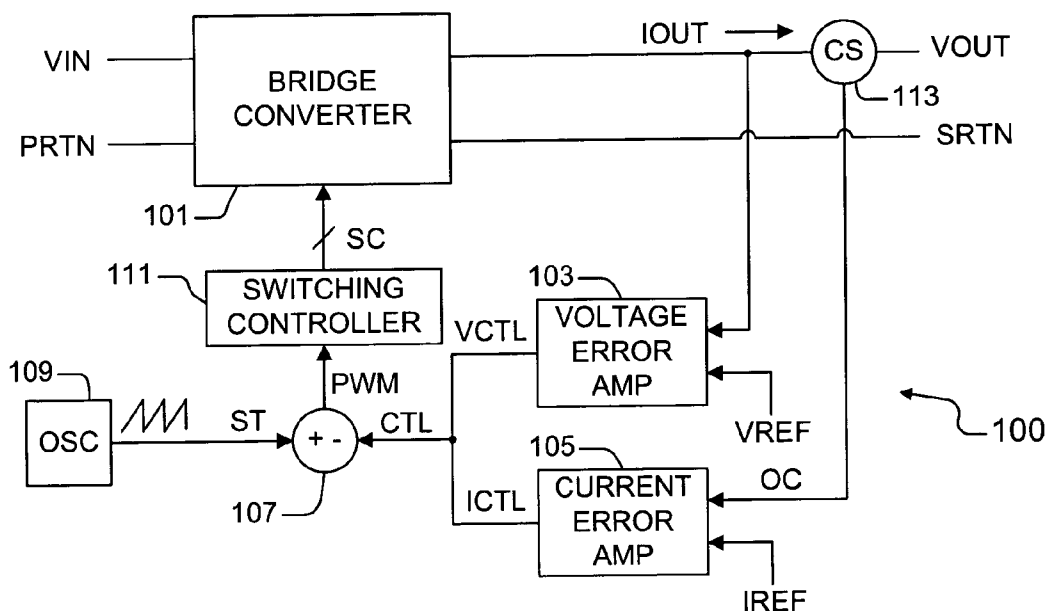 VIN
PRTN
BRIDGE
CONVERTER
101
IOUT
CS
113
VOUT
SRTN
SC
111
SWITCHING
CONTROLLER
PWM
109
OSC
ST
+ -
107
CTL
VCTL
ICTL
103
VOLTAGE
ERROR
AMP
VREF
105
CURRENT
ERROR
AMP
OC
IREF
100